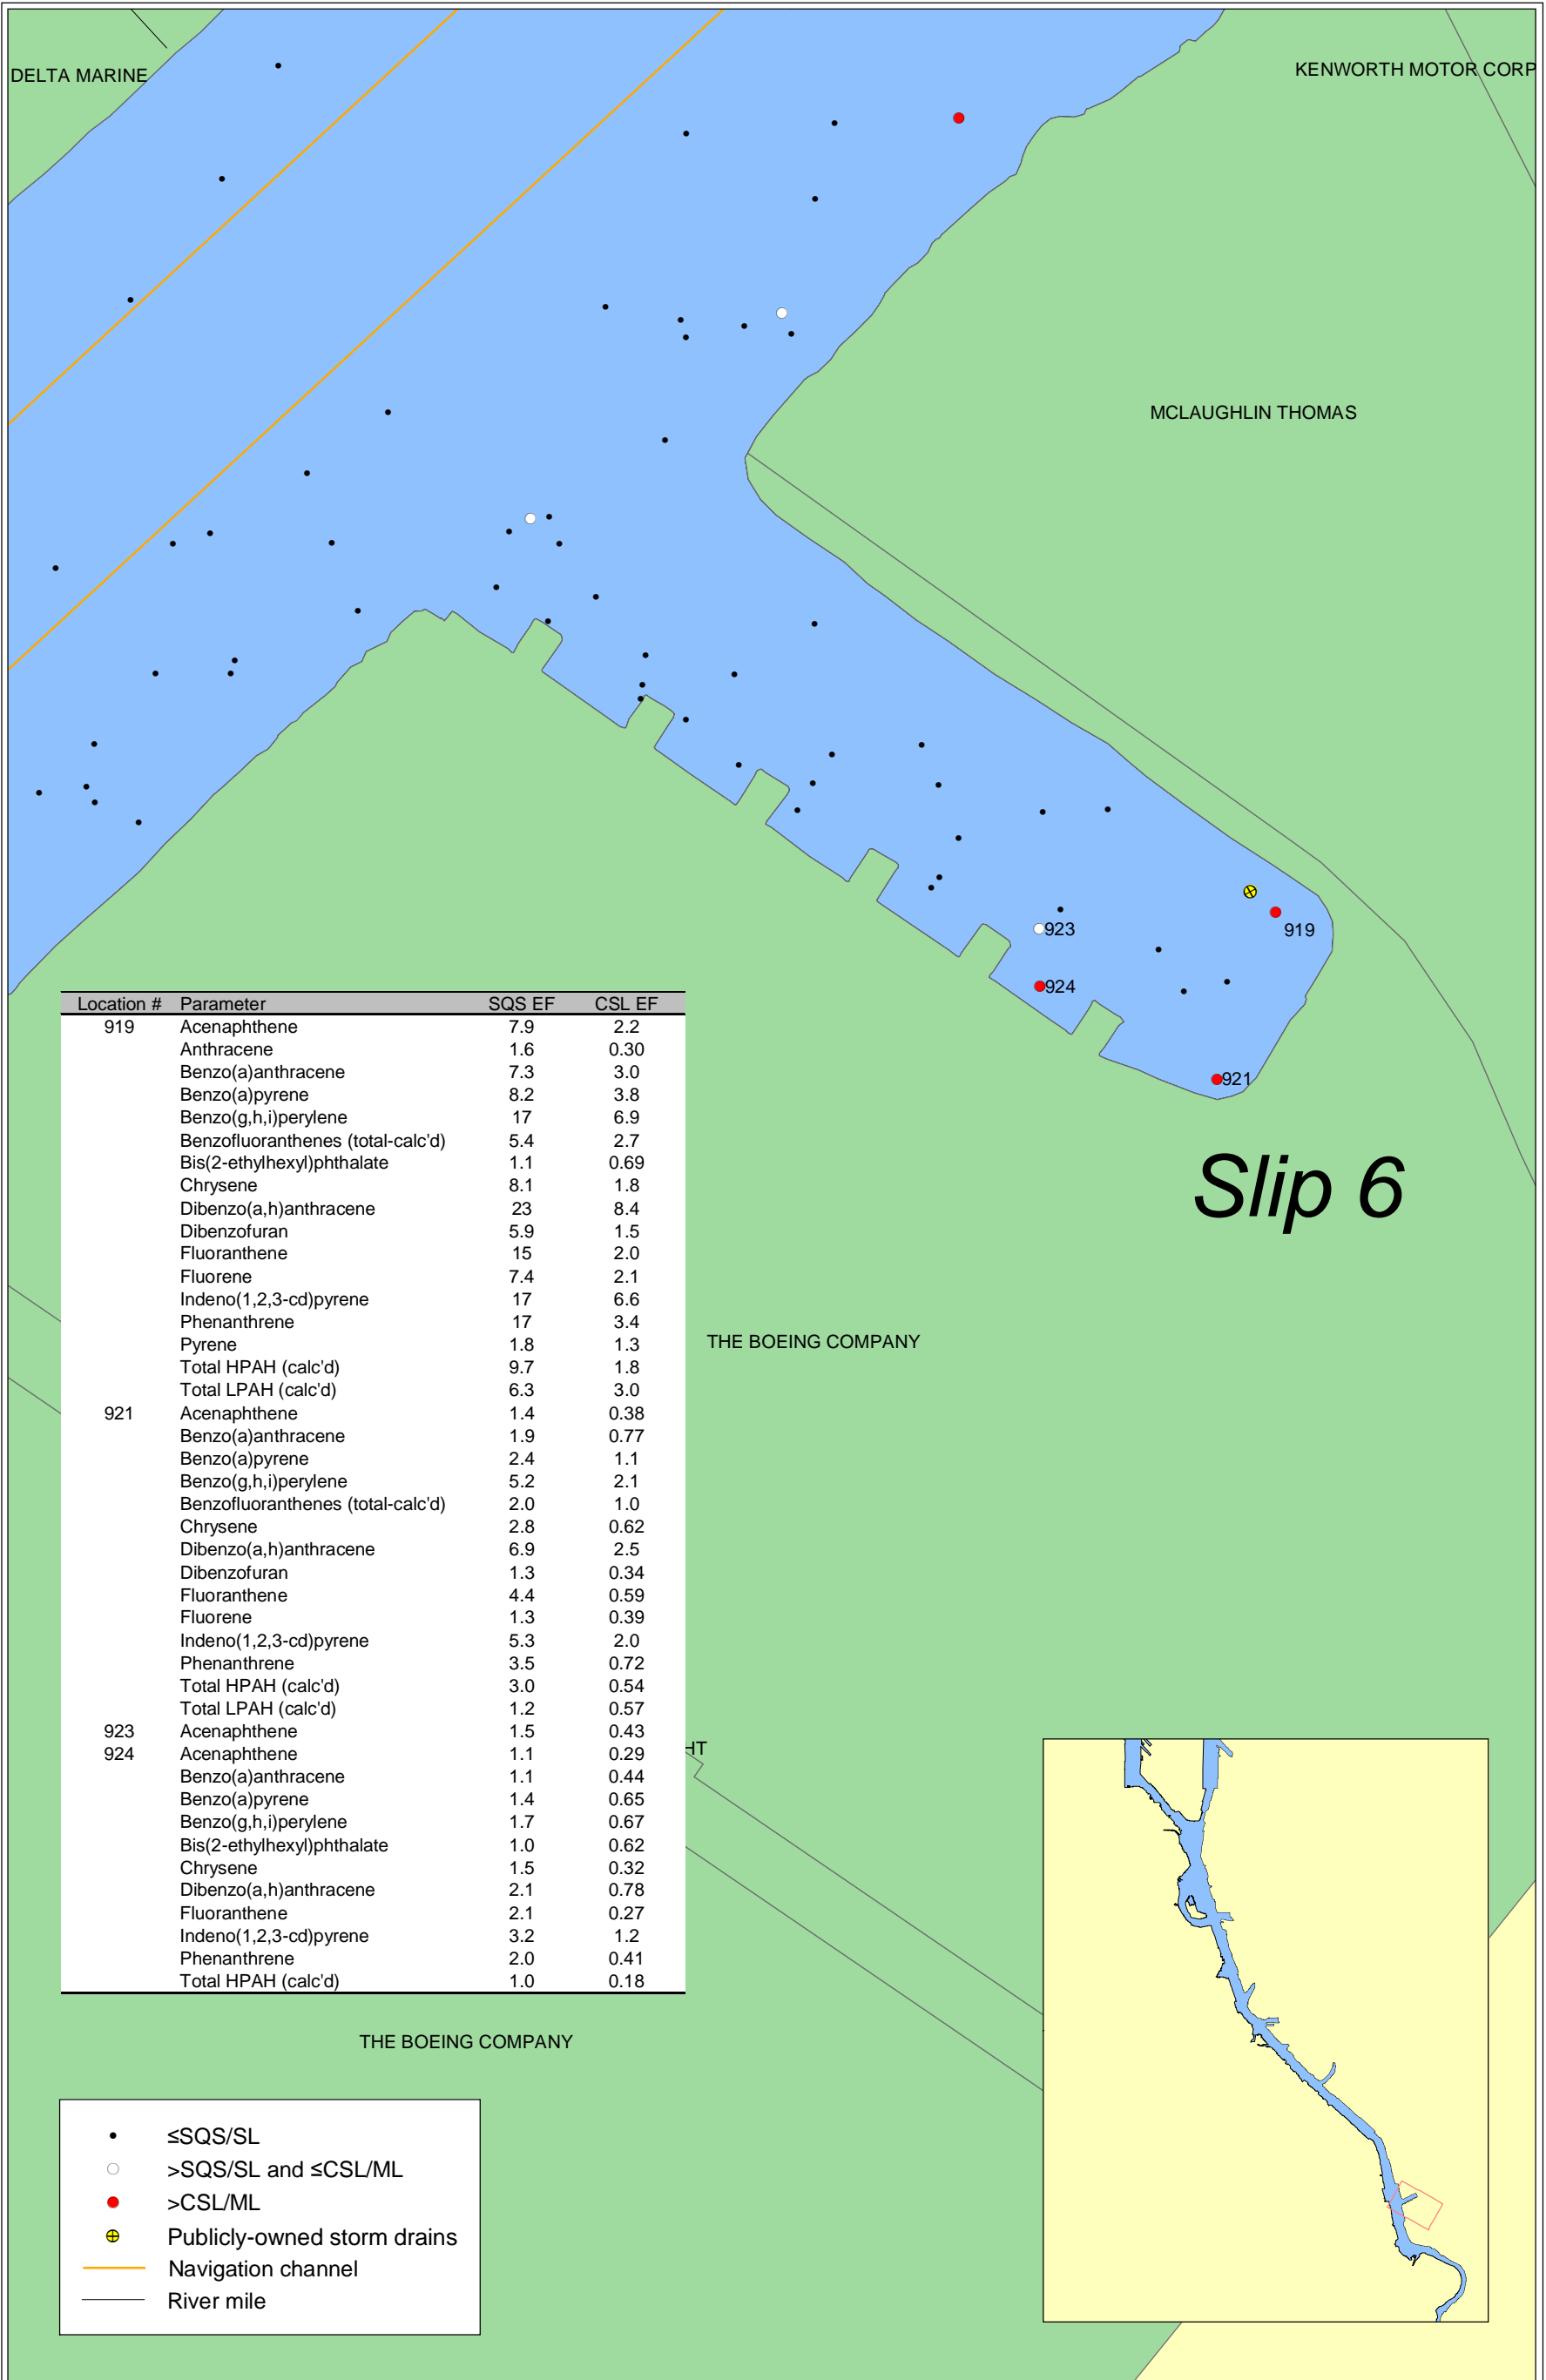 DELTA MARINE
KENWORTH MOTOR CORP
MCLAUGHLIN THOMAS
923
919
924
921
Slip 6
Location # Parameter SQS EF CSL EF
919 Acenaphthene 7.9 2.2
Anthracene 1.6 0.30
Benzo(a)anthracene 7.3 3.0
Benzo(a)pyrene 8.2 3.8
Benzo(g,h,i)perylene 17 6.9
Benzofluoranthenes (total-calc'd) 5.4 2.7
Bis(2-ethylhexyl)phthalate 1.1 0.69
Chrysene 8.1 1.8
Dibenzo(a,h)anthracene 23 8.4
Dibenzofuran 5.9 1.5
Fluoranthene 15 2.0
Fluorene 7.4 2.1
Indeno(1,2,3-cd)pyrene 17 6.6
Phenanthrene 17 3.4
Pyrene 1.8 1.3
Total HPAH (calc'd) 9.7 1.8
Total LPAH (calc'd) 6.3 3.0
921 Acenaphthene 1.4 0.38
Benzo(a)anthracene 1.9 0.77
Benzo(a)pyrene 2.4 1.1
Benzo(g,h,i)perylene 5.2 2.1
Benzofluoranthenes (total-calc'd) 2.0 1.0
Chrysene 2.8 0.62
Dibenzo(a,h)anthracene 6.9 2.5
Dibenzofuran 1.3 0.34
Fluoranthene 4.4 0.59
Fluorene 1.3 0.39
Indeno(1,2,3-cd)pyrene 5.3 2.0
Phenanthrene 3.5 0.72
Total HPAH (calc'd) 3.0 0.54
Total LPAH (calc'd) 1.2 0.57
923 Acenaphthene 1.5 0.43
924 Acenaphthene 1.1 0.29
Benzo(a)anthracene 1.1 0.44
Benzo(a)pyrene 1.4 0.65
Benzo(g,h,i)perylene 1.7 0.67
Bis(2-ethylhexyl)phthalate 1.0 0.62
Chrysene 1.5 0.32
Dibenzo(a,h)anthracene 2.1 0.78
Fluoranthene 2.1 0.27
Indeno(1,2,3-cd)pyrene 3.2 1.2
Phenanthrene 2.0 0.41
Total HPAH (calc'd) 1.0 0.18
THE BOEING COMPANY
THE BOEING COMPANY
≤SQS/SL
>SQS/SL and ≤CSL/ML
>CSL/ML
Publicly-owned storm drains
Navigation channel
River mile